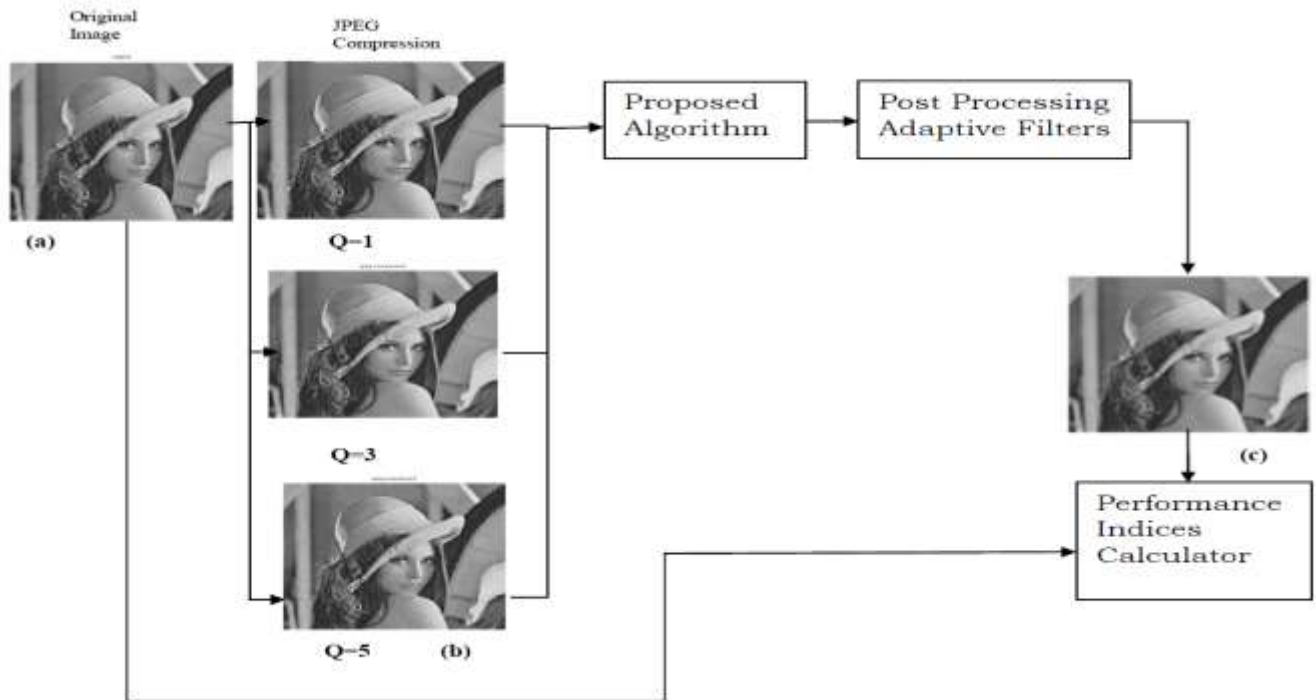 Original
Image
JPEG
Compression
Proposed
Algorithm
Post Processing
Adaptive Filters
(a)
Q=1
Q=3
(c)
Performance
Indices
Calculator
Q=5
(b)